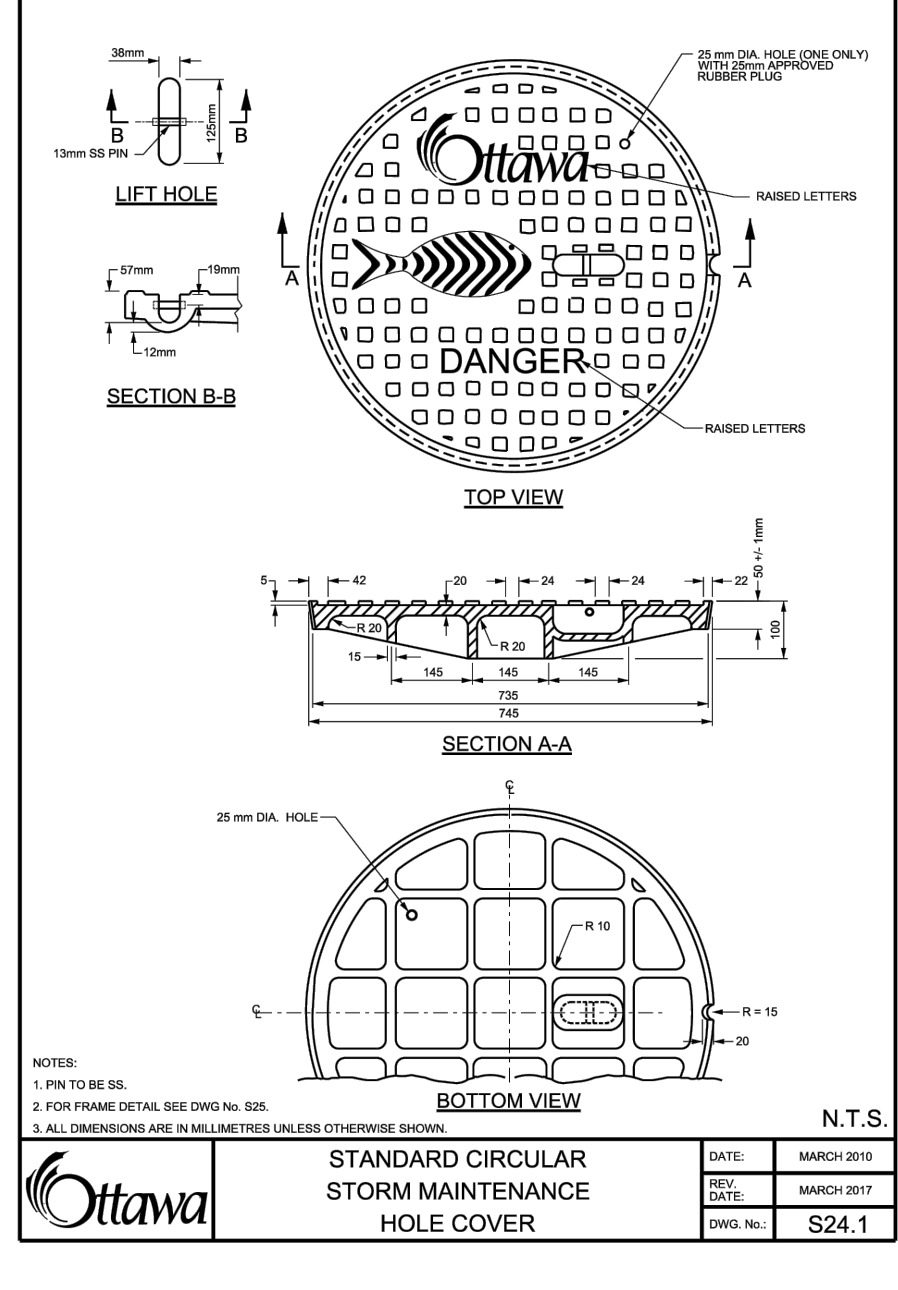 38mm
B
B
125mm
13mm SS PIN
LIFT HOLE
57mm
19mm
12mm
SECTION B-B
25 mm DIA. HOLE (ONE ONLY)
WITH 25mm APPROVED
RUBBER PLUG
Ottawa
RAISED LETTERS
A
A
DANGER
RAISED LETTERS
TOP VIEW
50 +/- 1mm
5
42
20
24
24
22
100
R 20
R 20
15
145
145
145
735
745
SECTION A-A
℄
25 mm DIA. HOLE
R 10
℄
R = 15
20
BOTTOM VIEW
NOTES:
1. PIN TO BE SS.
2. FOR FRAME DETAIL SEE DWG No. S25.
3. ALL DIMENSIONS ARE IN MILLIMETRES UNLESS OTHERWISE SHOWN.
N.T.S.
Ottawa
STANDARD CIRCULAR
STORM MAINTENANCE
HOLE COVER
DATE:
MARCH 2010
REV.
DATE:
MARCH 2017
DWG. No.:
S24.1